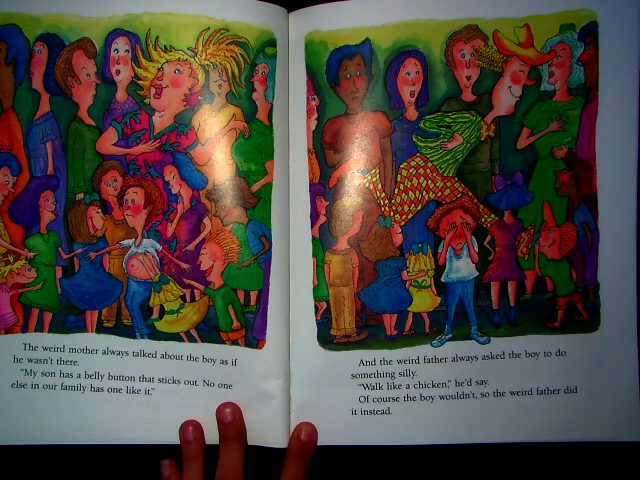 The weird mother always talked about the boy as if
he wasn't there.
"My son has a belly button that sticks out. No one
else in our family has one like it."
And the weird father always asked the boy to do
something silly.
"Walk like a chicken," he'd say.
Of course the boy wouldn't, so the weird father did
it instead.